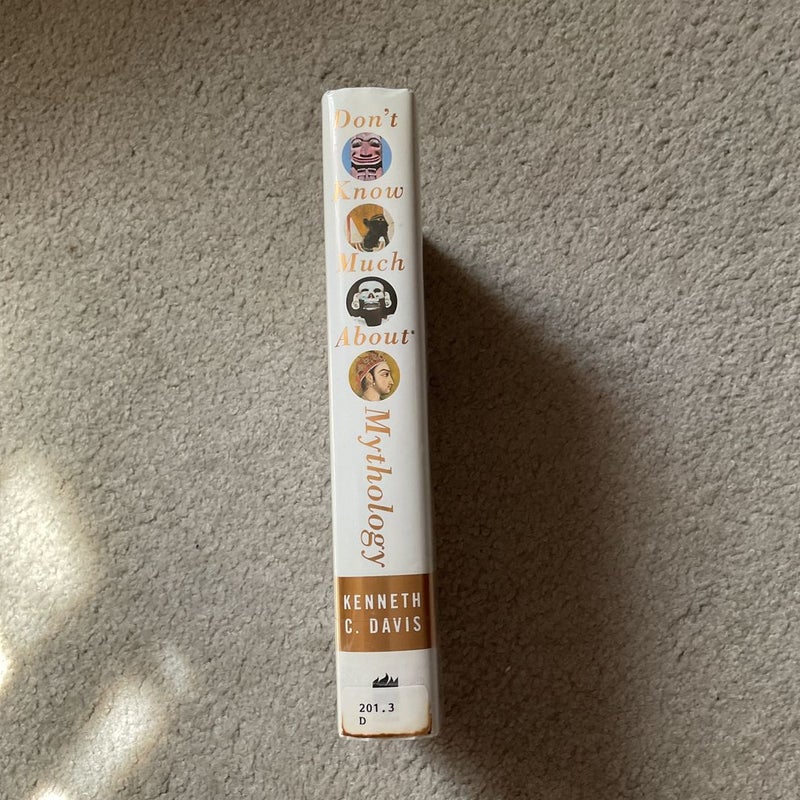 Don't
Know
Much
About®
Mythology
KENNETH
C. DAVIS
201.3
D